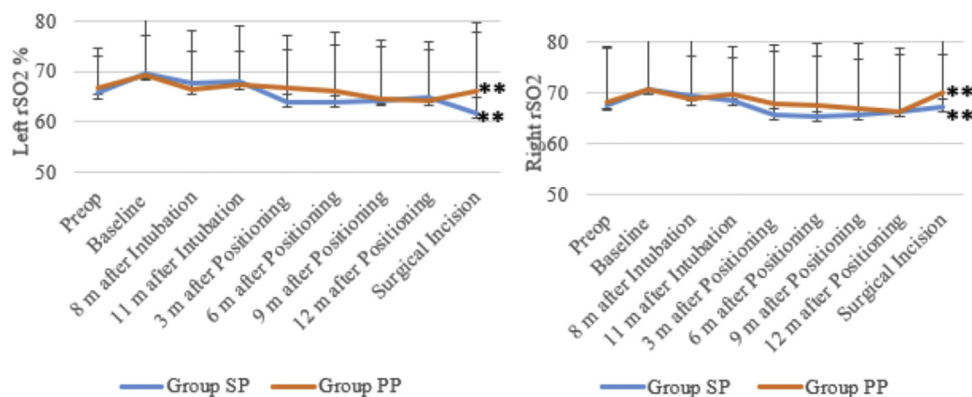 Left rSO2 %
80
70
60
50
**
**
Preop
Baseline
8 m after Intubation
11 m after Intubation
3 m after Positioning
6 m after Positioning
9 m after Positioning
12 m after Positioning
Surgical Incision
Group SP
Group PP
Right rSO2
%
80
70
60
50
**
**
Preop
Baseline
8 m after Intubation
11 m after Intubation
3 m after Positioning
6 m after Positioning
9 m after Positioning
12 m after Positioning
Surgical Incision
Group SP
Group PP